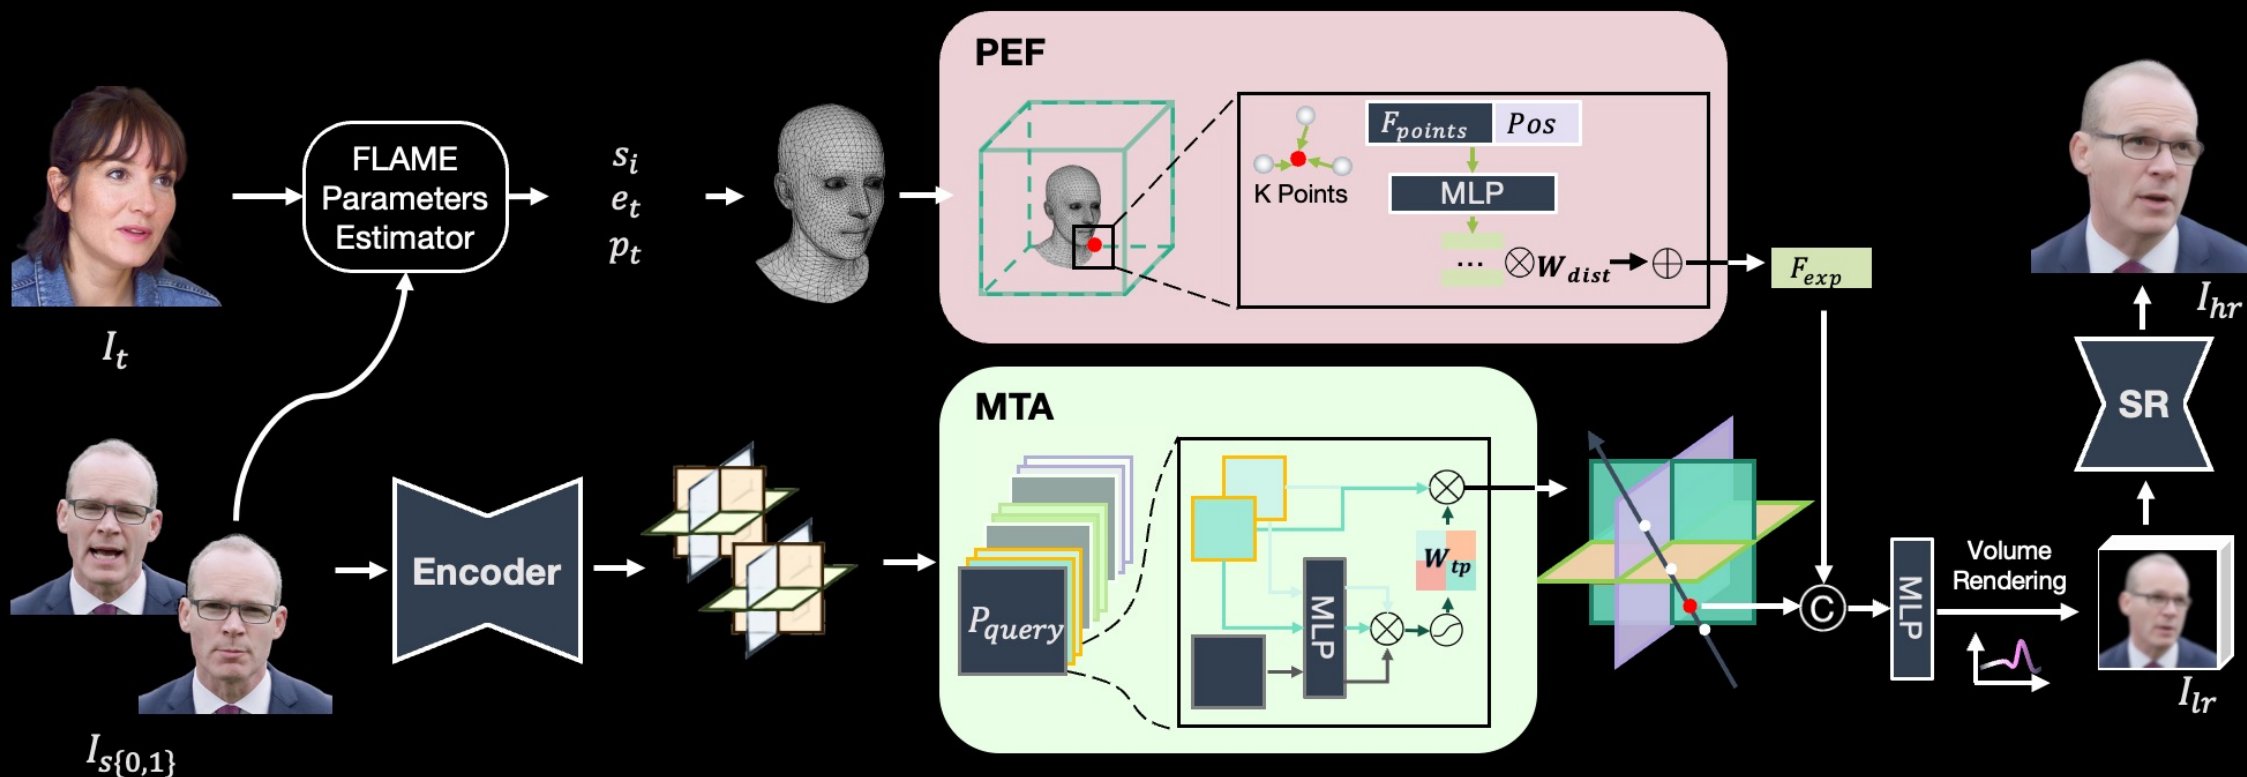 I_t
FLAME
Parameters
Estimator
s_i
e_t
p_t
PEF
K Points
F_points Pos
MLP
...
W_dist
F_exp
I_hr
SR
I_s{0,1}
Encoder
MTA
P_query
MLP
W_tp
C
MLP
Volume
Rendering
I_lr